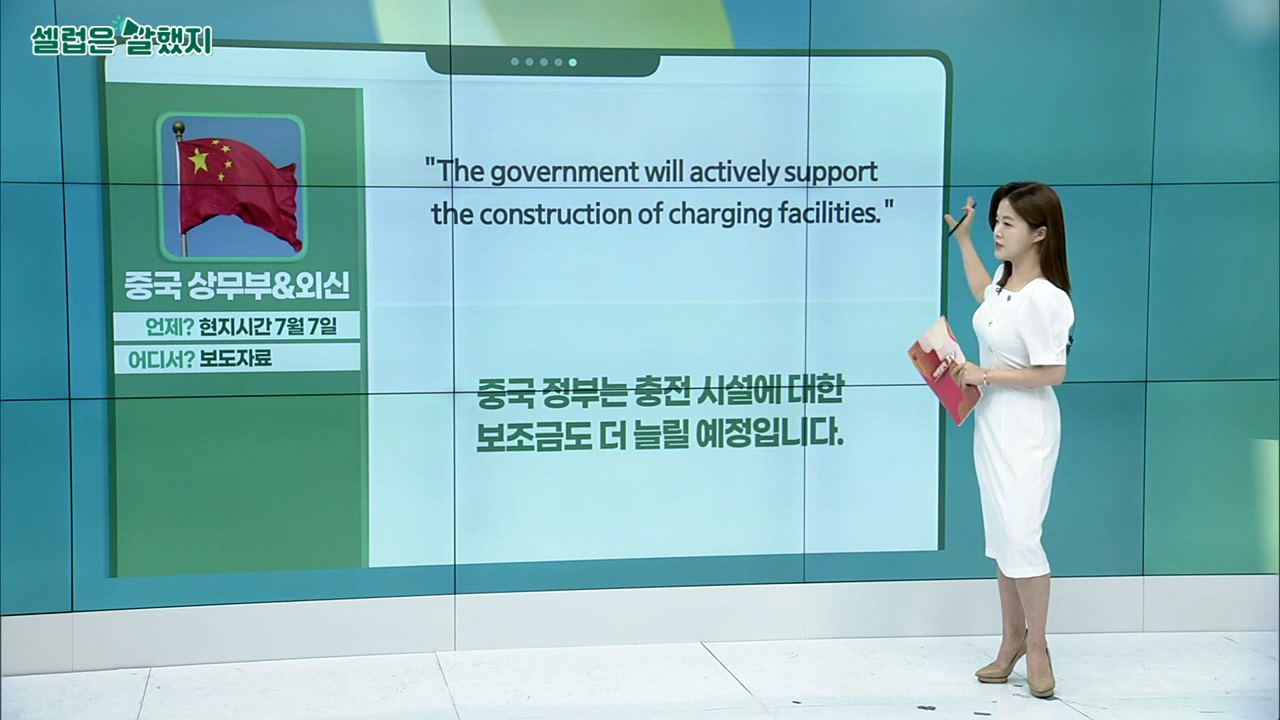 셀럽은 말했지
"The government will actively support
the construction of charging facilities."
중국 상무부&외신
언제? 현지시간 7월 7일
어디서? 보도자료
중국 정부는 충전 시설에 대한
보조금도 더 늘릴 예정입니다.